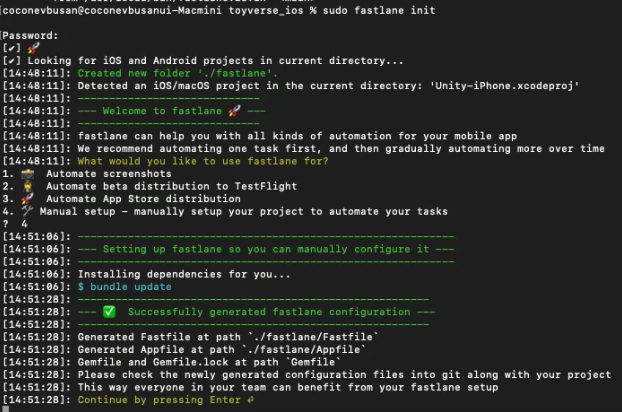 [coconevbusan@coconevbusanui-Macmini toyverse_ios % sudo fastlane init
[Password:
[✔] 🚀
[✔] Looking for iOS and Android projects in current directory...
[14:48:11]: Created new folder './fastlane'.
[14:48:11]: Detected an iOS/macOS project in the current directory: 'Unity-iPhone.xcodeproj'
[14:48:11]: -----------------------------
[14:48:11]: --- Welcome to fastlane 🚀 ---
[14:48:11]: -----------------------------
[14:48:11]: fastlane can help you with all kinds of automation for your mobile app
[14:48:11]: We recommend automating one task first, and then gradually automating more over time
[14:48:11]: What would you like to use fastlane for?
1. 📸  Automate screenshots
2. 👩‍✈️  Automate beta distribution to TestFlight
3. 🚀  Automate App Store distribution
4. 🛠  Manual setup - manually setup your project to automate your tasks
?  4
[14:51:06]: ------------------------------------------------------------
[14:51:06]: --- Setting up fastlane so you can manually configure it ---
[14:51:06]: ------------------------------------------------------------
[14:51:06]: Installing dependencies for you...
[14:51:06]: $ bundle update
[14:51:28]: --------------------------------------------------------
[14:51:28]: --- ✅  Successfully generated fastlane configuration ---
[14:51:28]: --------------------------------------------------------
[14:51:28]: Generated Fastfile at path `./fastlane/Fastfile`
[14:51:28]: Generated Appfile at path `./fastlane/Appfile`
[14:51:28]: Gemfile and Gemfile.lock at path `Gemfile`
[14:51:28]: Please check the newly generated configuration files into git along with your project
[14:51:28]: This way everyone in your team can benefit from your fastlane setup
[14:51:28]: Continue by pressing Enter ⏎